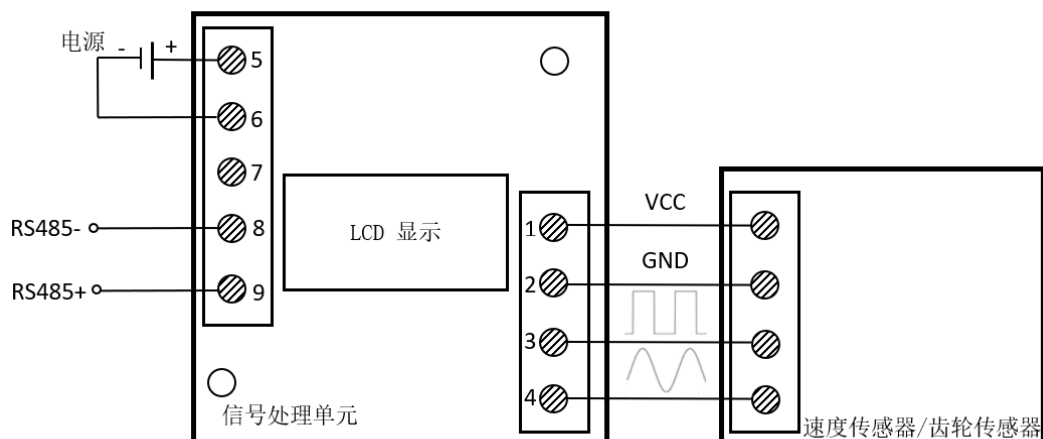 电源 - +
5
6
7
RS485- 8
RS485+ 9
LCD 显示
1
2
3
4
VCC
GND
信号处理单元
速度传感器/齿轮传感器